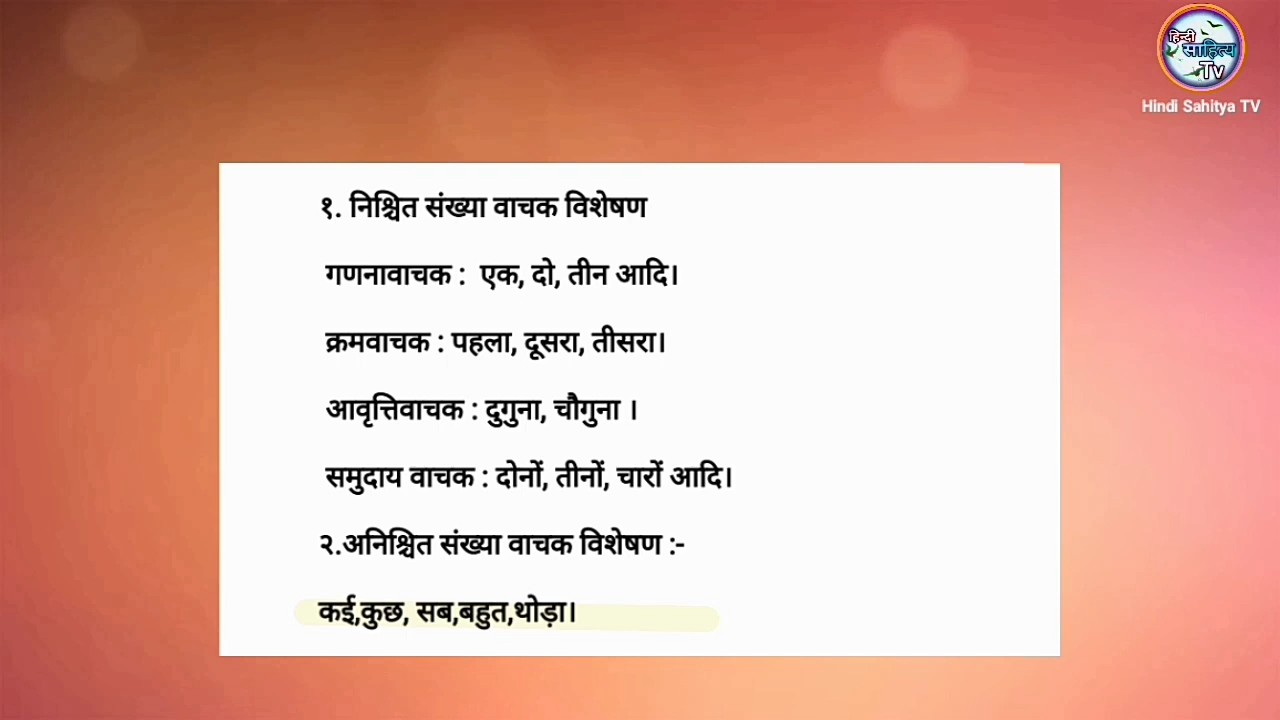 हिन्दी
साहित्य
Tv
Hindi Sahitya TV
१. निश्चित संख्या वाचक विशेषण
गणनावाचक : एक, दो, तीन आदि।
क्रमवाचक : पहला, दूसरा, तीसरा।
आवृत्तिवाचक : दुगुना, चौगुना ।
समुदाय वाचक : दोनों, तीनों, चारों आदि।
२.अनिश्चित संख्या वाचक विशेषण :-
कई,कुछ, सब,बहुत,थोड़ा।